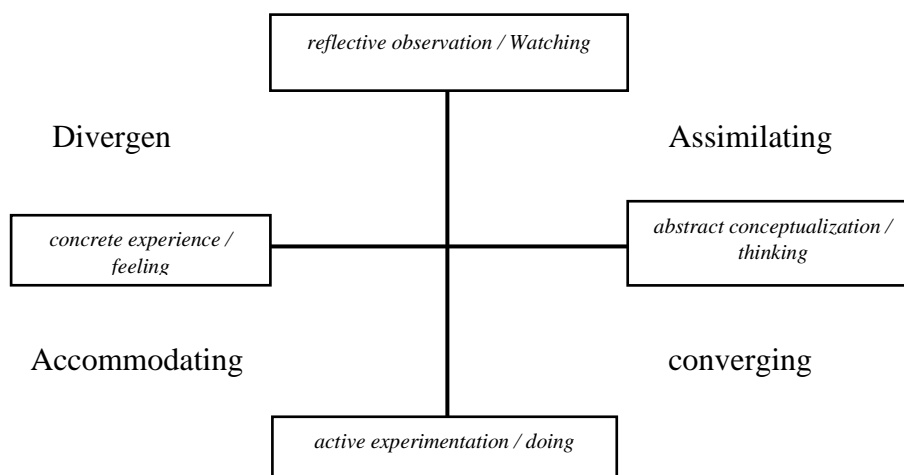 reflective observation / Watching
Divergen
Assimilating
concrete experience /
feeling
abstract conceptualization /
thinking
Accommodating
converging
active experimentation / doing